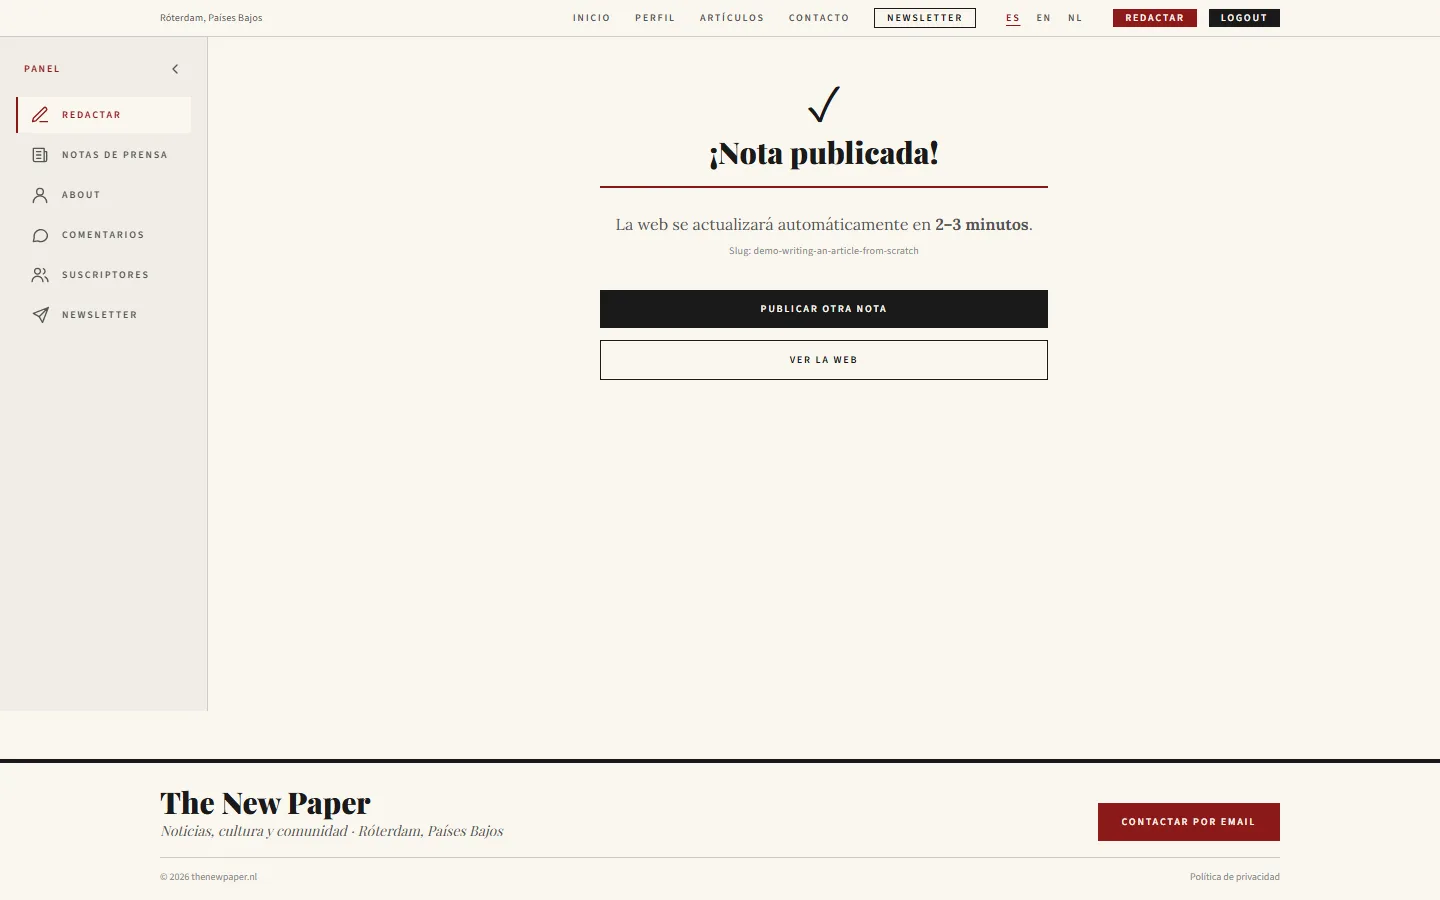 Róterdam, Países Bajos
INICIO PERFIL ARTÍCULOS CONTACTO NEWSLETTER ES EN NL REDACTAR LOGOUT
PANEL
REDACTAR
NOTAS DE PRENSA
ABOUT
COMENTARIOS
SUSCRIPTORES
NEWSLETTER
¡Nota publicada!
La web se actualizará automáticamente en 2–3 minutos.
Slug: demo-writing-an-article-from-scratch
PUBLICAR OTRA NOTA
VER LA WEB
The New Paper
Noticias, cultura y comunidad · Róterdam, Países Bajos
CONTACTAR POR EMAIL
© 2026 thenewpaper.nl
Política de privacidad